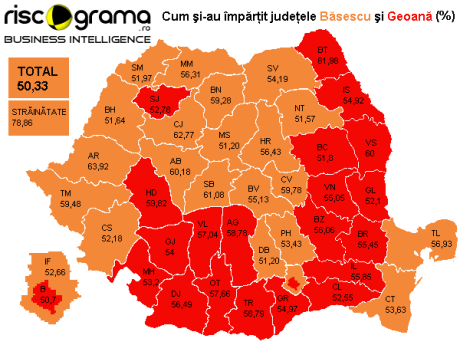 riscograma
.ro
BUSINESS INTELLIGENCE
Cum şi-au împărţit judeţele Băsescu şi Geoană (%)
TOTAL
50,33
STRĂINĂTATE
78,86
SM
51,97
MM
56,31
SV
54,19
BT
61,98
IS
54,92
SJ
52,78
BN
59,28
NT
51,57
BH
51,64
CJ
62,77
MS
51,20
HR
56,43
BC
51,8
VS
60
AR
63,92
AB
60,18
SB
61,08
BV
55,13
CV
59,78
VN
55,05
GL
52,1
HD
59,82
TM
59,48
CS
52,18
GJ
54
VL
57,04
AG
58,78
DB
51,20
PH
53,43
BZ
58,06
BR
55,45
TL
56,93
IF
52,66
B
50,7
MH
53,2
DJ
56,49
OT
57,66
TR
58,79
GR
54,97
CL
52,55
IL
55,85
CT
53,63